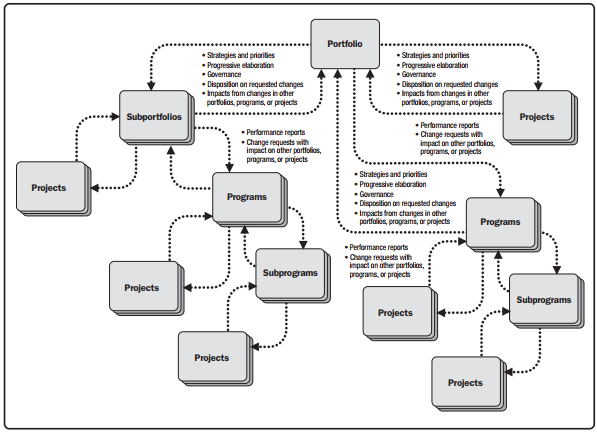 Portfolio
• Strategies and priorities
• Progressive elaboration
• Governance
• Disposition on requested changes
• Impacts from changes in other
portfolios, programs, or projects
• Strategies and priorities
• Progressive elaboration
• Governance
• Disposition on requested changes
• Impacts from changes in other
portfolios, programs, or projects
Subportfolios
Projects
• Performance reports
• Change requests with
impact on other portfolios,
programs, or projects
• Performance reports
• Change requests with
impact on other portfolios,
programs, or projects
Projects
Programs
• Strategies and priorities
• Progressive elaboration
• Governance
• Disposition on requested changes
• Impacts from changes in other
portfolios, programs, or projects
Programs
• Performance reports
• Change requests with
impact on other portfolios,
programs, or projects
Projects
Subprograms
Projects
Subprograms
Projects
Projects